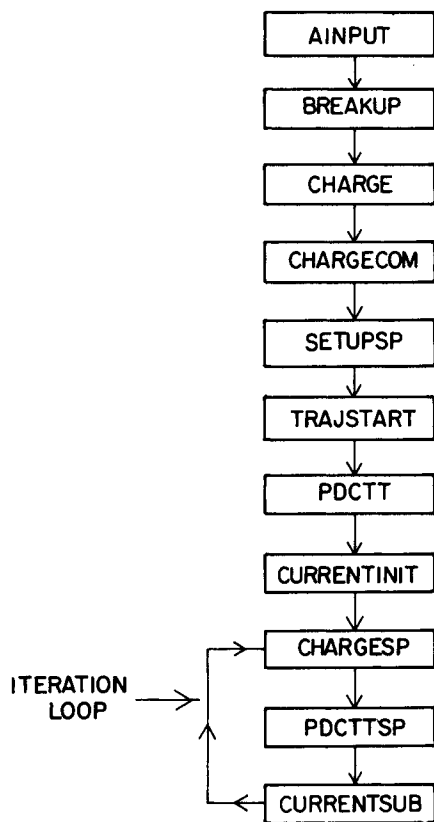 AINPUT
BREAKUP
CHARGE
CHARGECOM
SETUPSP
TRAJSTART
PDCTT
CURRENTINIT
CHARGESP
ITERATION
LOOP
PDCTTSP
CURRENTSUB